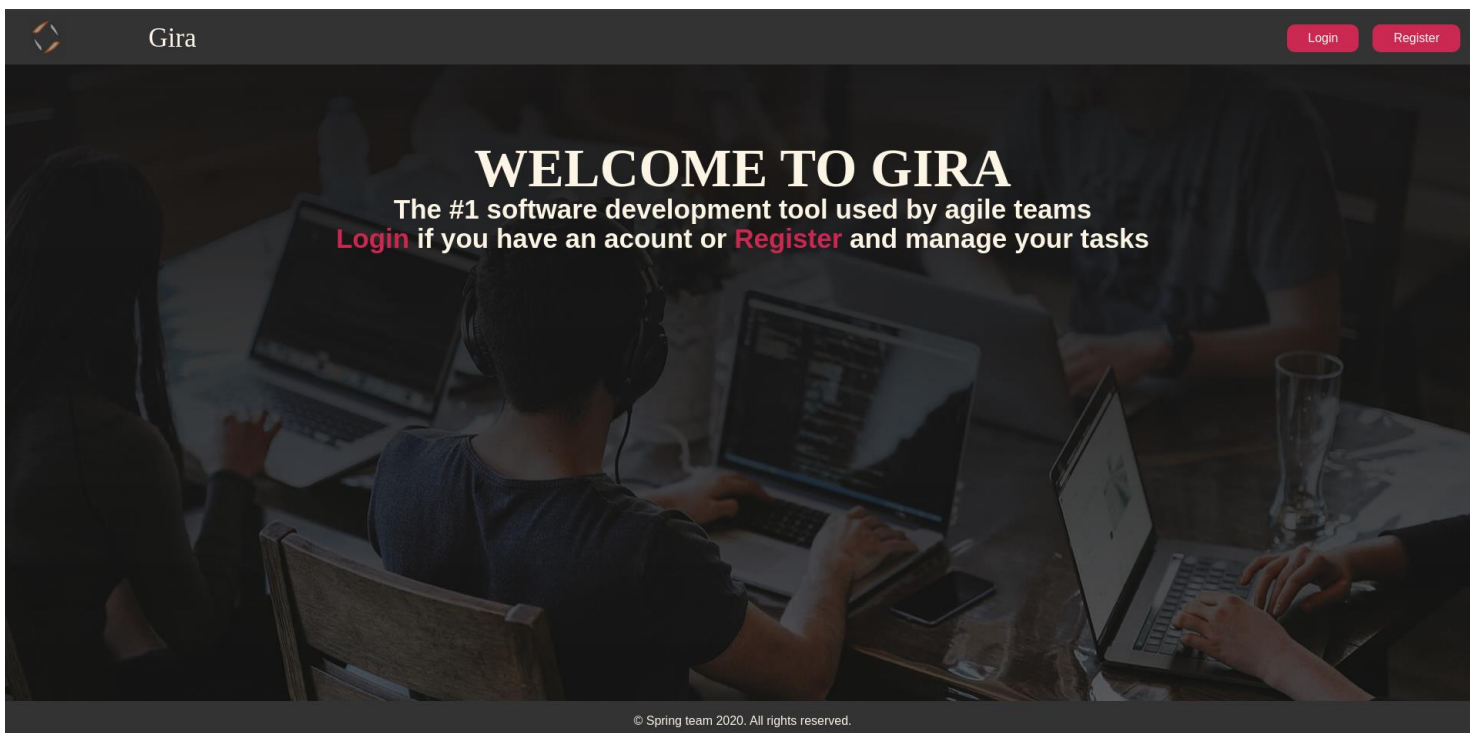 Gira
Login
Register
WELCOME TO GIRA
The #1 software development tool used by agile teams
Login if you have an acount or Register and manage your tasks
© Spring team 2020. All rights reserved.